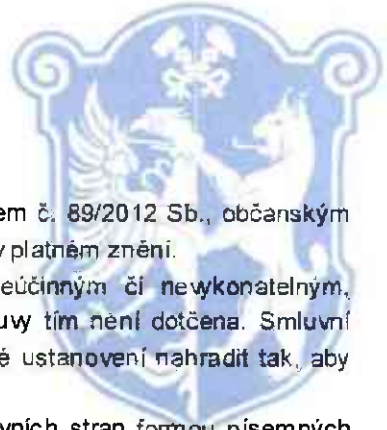 em č. 89/2012 Sb., občanským
v platném znění.
eúčinným či nevykonatelným,
uvy tím není dotčena. Smluvní
é ustanovení nahradit tak, aby
vních stran formou písemných